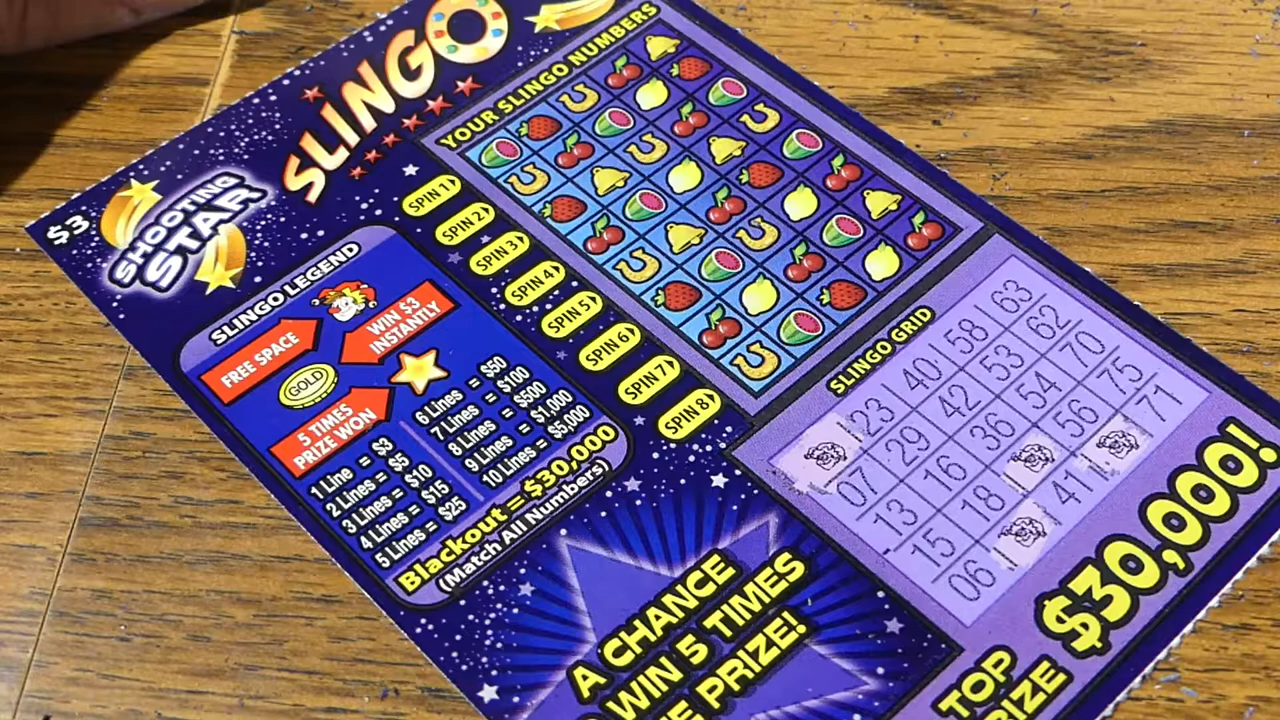 $3
SHOOTING
STAR
SLINGO
YOUR SLINGO NUMBERS
SPIN 1
SPIN 2
SPIN 3
SPIN 4
SPIN 5
SPIN 6
SPIN 7
SPIN 8
SLINGO LEGEND
FREE SPACE
WIN $3
INSTANTLY
GOLD
5 TIMES
PRIZE WON
1 Line = $3
2 Lines = $5
3 Lines = $10
4 Lines = $15
5 Lines = $25
6 Lines = $50
7 Lines = $100
8 Lines = $500
9 Lines = $1,000
10 Lines = $5,000
Blackout = $30,000
(Match All Numbers)
SLINGO GRID
23 40 58 63
07 29 42 53 62
13 16 36 54 70
15 18 56 75
06 41 71
A CHANCE
WIN 5 TIMES
E PRIZE!
TOP
RIZE
$30,000!